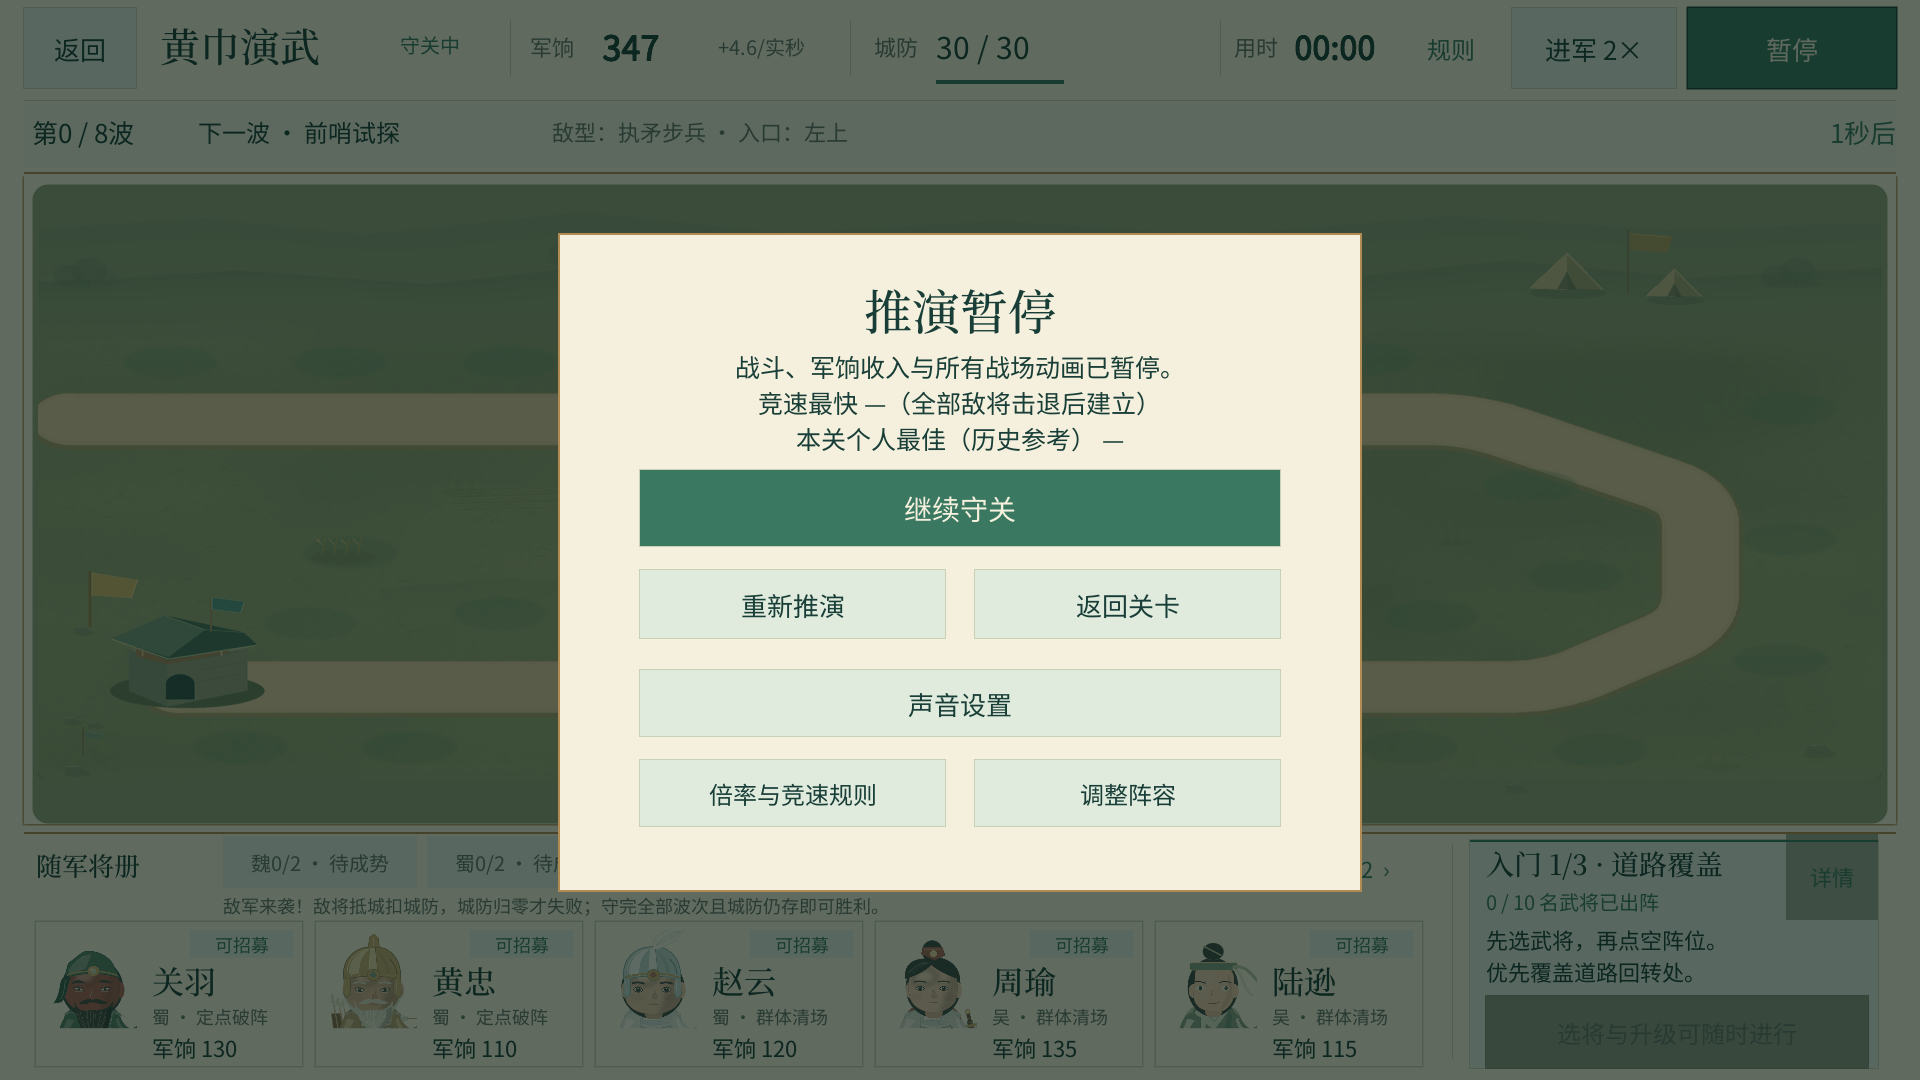 返回
黄巾演武
守关中
军饷 347
+4.6/实秒
城防 30 / 30
用时 00:00
规则
进军 2×
暂停
第0 / 8波
下一波 · 前哨试探
敌型：执矛步兵 · 入口：左上
1秒后
推演暂停
战斗、军饷收入与所有战场动画已暂停。
竞速最快 —（全部敌将击退后建立）
本关个人最佳（历史参考） —
继续守关
重新推演
返回关卡
声音设置
倍率与竞速规则
调整阵容
随军将册
魏0/2 · 待成势
蜀0/2 · 待
2 ›
敌军来袭！敌将抵城扣城防，城防归零才失败；守完全部波次且城防仍存即可胜利。
可招募
关羽
蜀 · 定点破阵
军饷 130
可招募
黄忠
蜀 · 定点破阵
军饷 110
可招募
赵云
蜀 · 群体清场
军饷 120
可招募
周瑜
吴 · 群体清场
军饷 135
可招募
陆逊
吴 · 群体清场
军饷 115
入门 1/3 · 道路覆盖
详情
0 / 10 名武将已出阵
先选武将，再点空阵位。
优先覆盖道路回转处。
选将与升级可随时进行